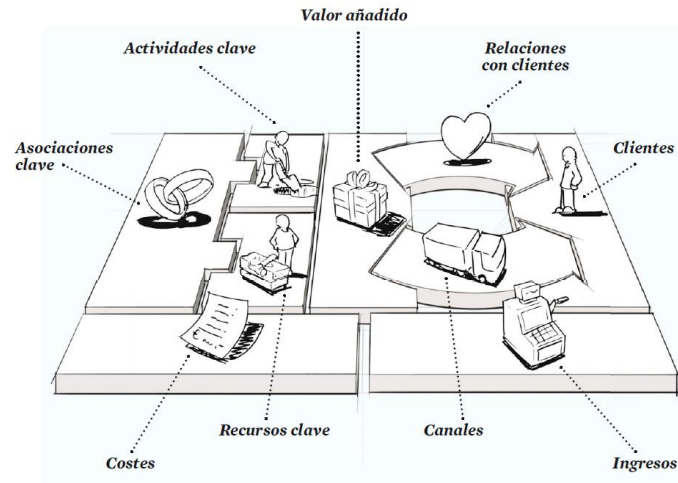 Valor añadido
Actividades clave
Relaciones
con clientes
Asociaciones
clave
Clientes
Recursos clave
Canales
Costes
Ingresos